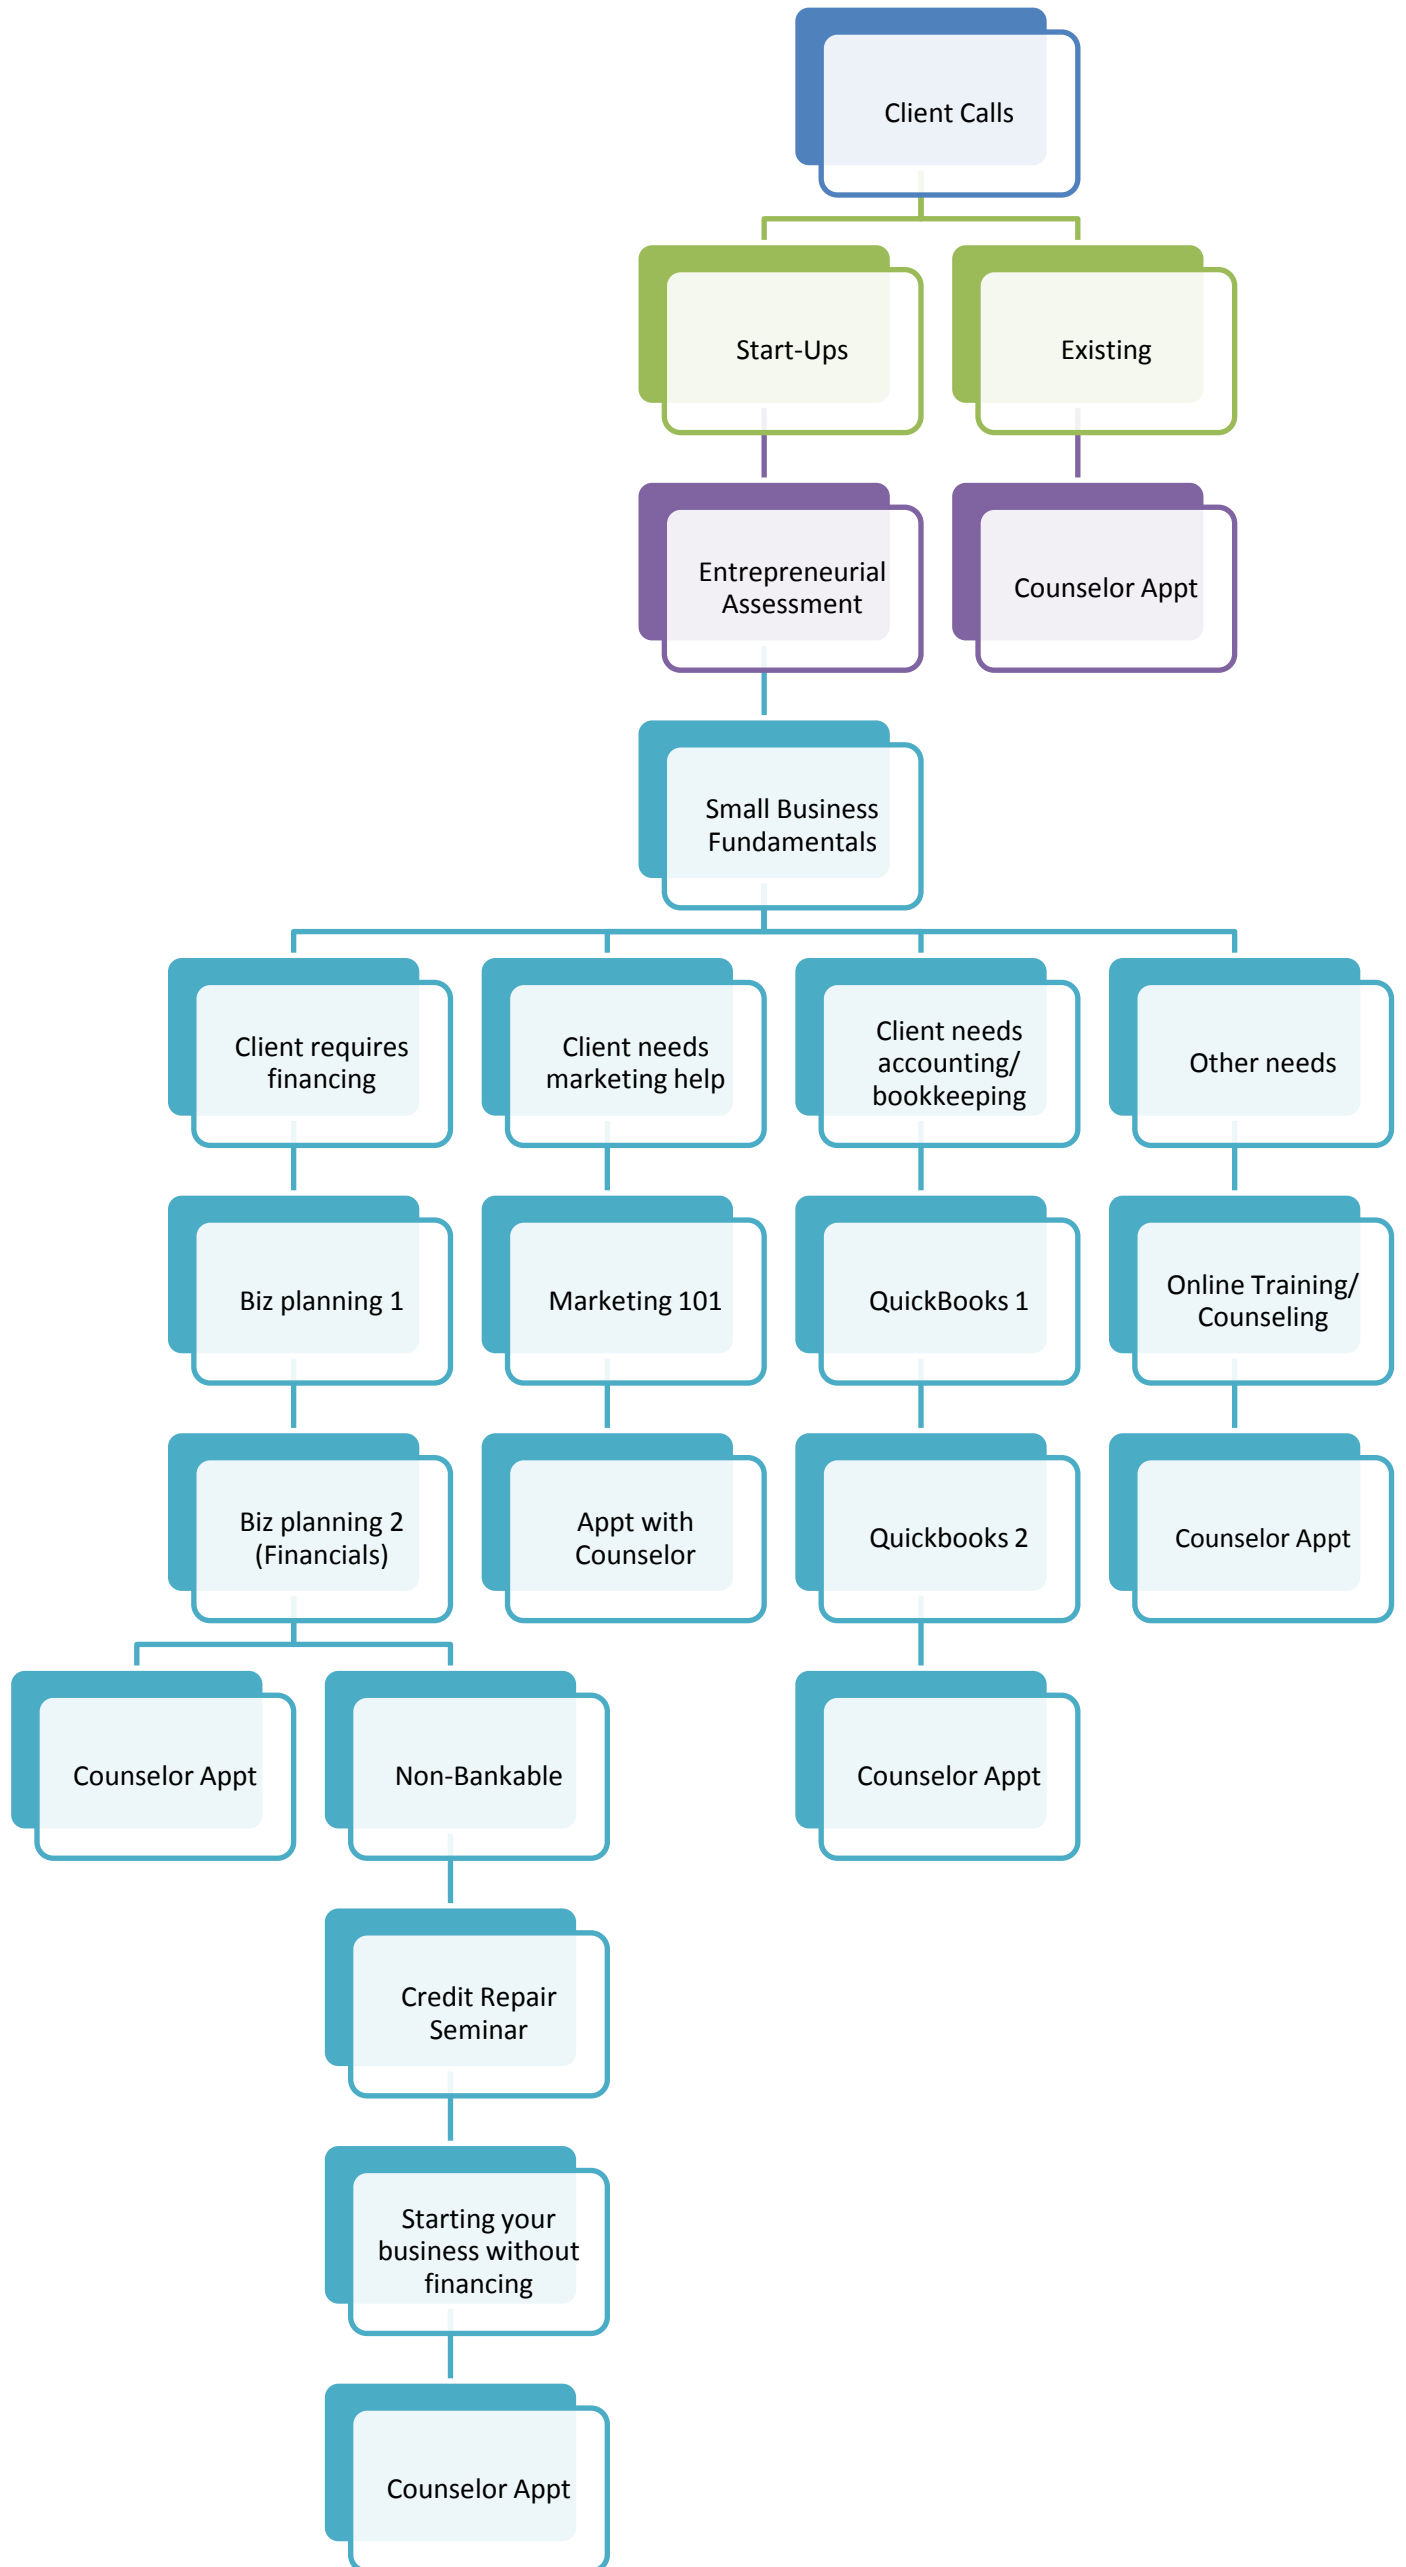 Client Calls
Start-Ups
Existing
Entrepreneurial
Assessment
Counselor Appt
Small Business
Fundamentals
Client requires
financing
Client needs
marketing help
Client needs
accounting/
bookkeeping
Other needs
Biz planning 1
Marketing 101
QuickBooks 1
Online Training/
Counseling
Biz planning 2
(Financials)
Appt with
Counselor
Quickbooks 2
Counselor Appt
Counselor Appt
Non-Bankable
Counselor Appt
Credit Repair
Seminar
Starting your
business without
financing
Counselor Appt